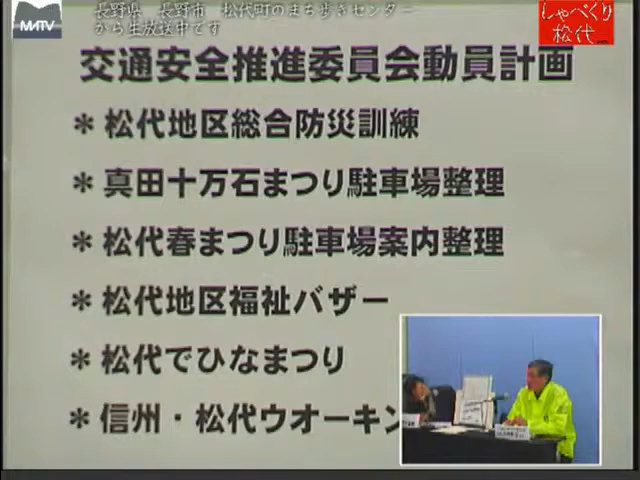 MATV
長野県 長野市 松代町のまち歩きセンター
から生放送中です
しゃべくり
松代
交通安全推進委員会動員計画
*松代地区総合防災訓練
*真田十万石まつり駐車場整理
*松代春まつり駐車場案内整理
*松代地区福祉バザー
*松代でひなまつり
*信州・松代ウオーキン